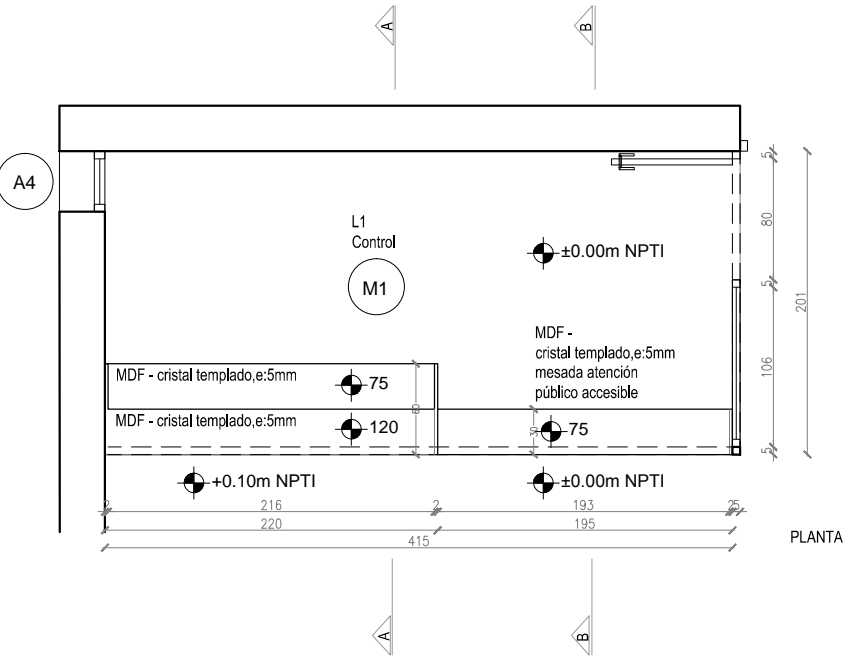 A
B
A4
L1
Control
M1
±0.00m NPTI
MDF -
cristal templado,e:5mm
mesada atención
público accesible
MDF - cristal templado,e:5mm
75
MDF - cristal templado,e:5mm
120
60
30
75
+0.10m NPTI
±0.00m NPTI
5
80
5
106
5
201
2
216
2
193
2
5
220
195
415
PLANTA
A
B